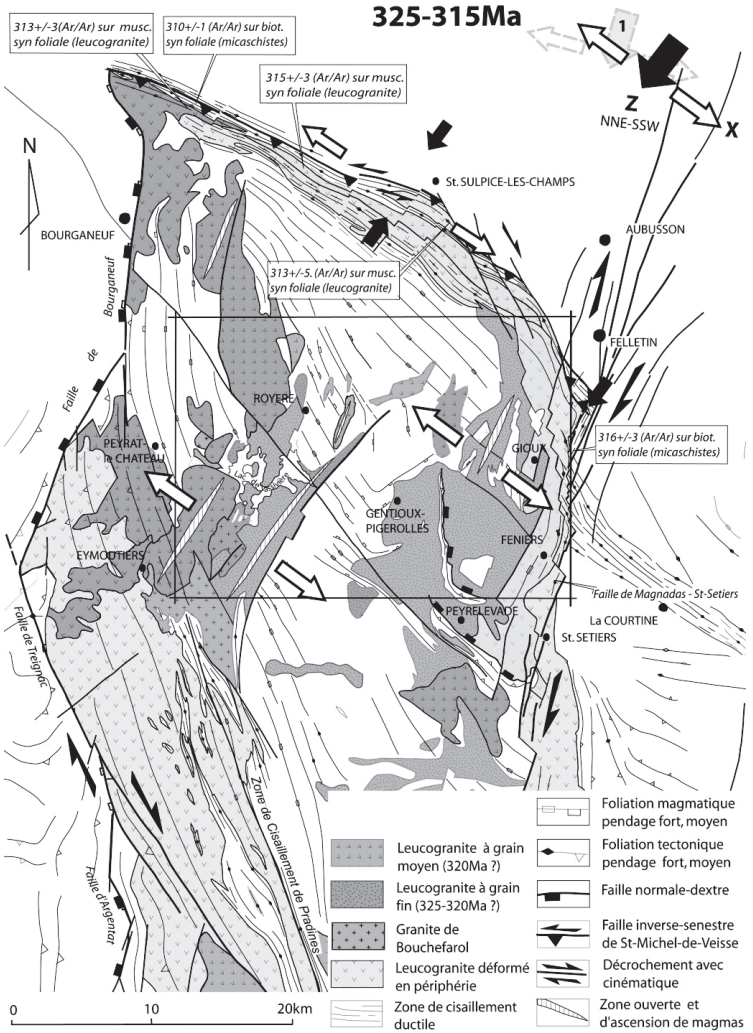 325-315Ma
313+/-3(Ar/Ar) sur musc.
syn foliale (leucogranite)
310+/-1 (Ar/Ar) sur biot.
syn foliale (micaschistes)
1
315+/-3 (Ar/Ar) sur musc.
syn foliale (leucogranite)
Z
X
NNE-SSW
N
St. SULPICE-LES-CHAMPS
BOURGANEUF
AUBUSSON
313+/-5. (Ar/Ar) sur musc.
syn foliale (leucogranite)
Faille de Bourganeuf
FELLETIN
ROYERE
316+/-3 (Ar/Ar) sur biot.
syn foliale (micaschistes)
PEYRAT-
le CHATEAU
GIOUX
Lac de Vassivière
GENTIOUX-
PIGEROLLES
FENIERS
EYMOUTIERS
Faille de Magnadas - St-Setiers
PEYRELEVADE
La COURTINE
St. SETIERS
Faille de Treignac
Zone de Cisaillement de Pradines
Faille d'Argentat
Leucogranite à grain
moyen (320Ma ?)
Leucogranite à grain
fin (325-320Ma ?)
Granite de
Bouchefarol
Leucogranite déformé
en périphérie
Zone de cisaillement
ductile
Foliation magmatique
pendage fort, moyen
Foliation tectonique
pendage fort, moyen
Faille normale-dextre
Faille inverse-senestre
de St-Michel-de-Veisse
Décrochement avec
cinématique
Zone ouverte et
d'ascension de magmas
0 10 20km